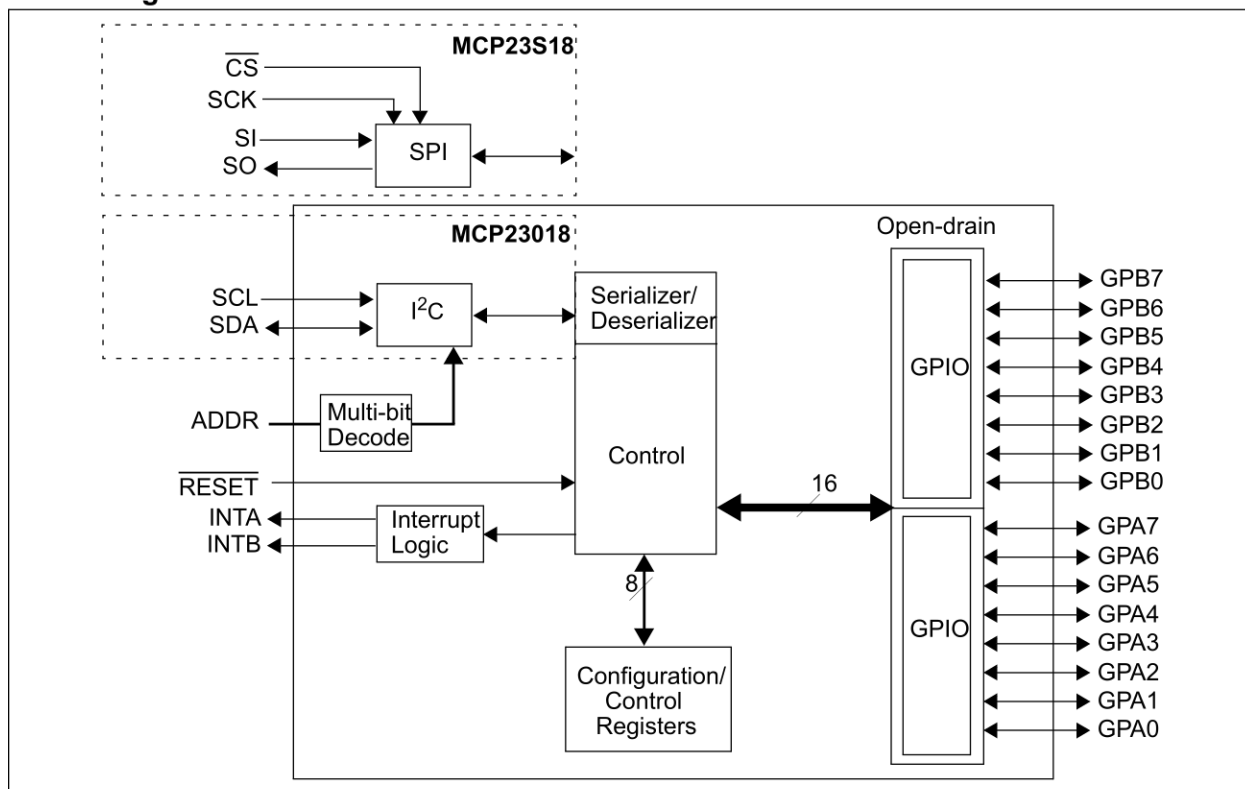 MCP23S18
CS
SCK
SI
SO
SPI
MCP23018
SCL
SDA
I²C
Serializer/
Deserializer
Open-drain
GPIO
GPB7
GPB6
GPB5
GPB4
GPB3
GPB2
GPB1
GPB0
ADDR
Multi-bit
Decode
Control
RESET
16
INTA
INTB
Interrupt
Logic
8
GPIO
GPA7
GPA6
GPA5
GPA4
GPA3
GPA2
GPA1
GPA0
Configuration/
Control
Registers